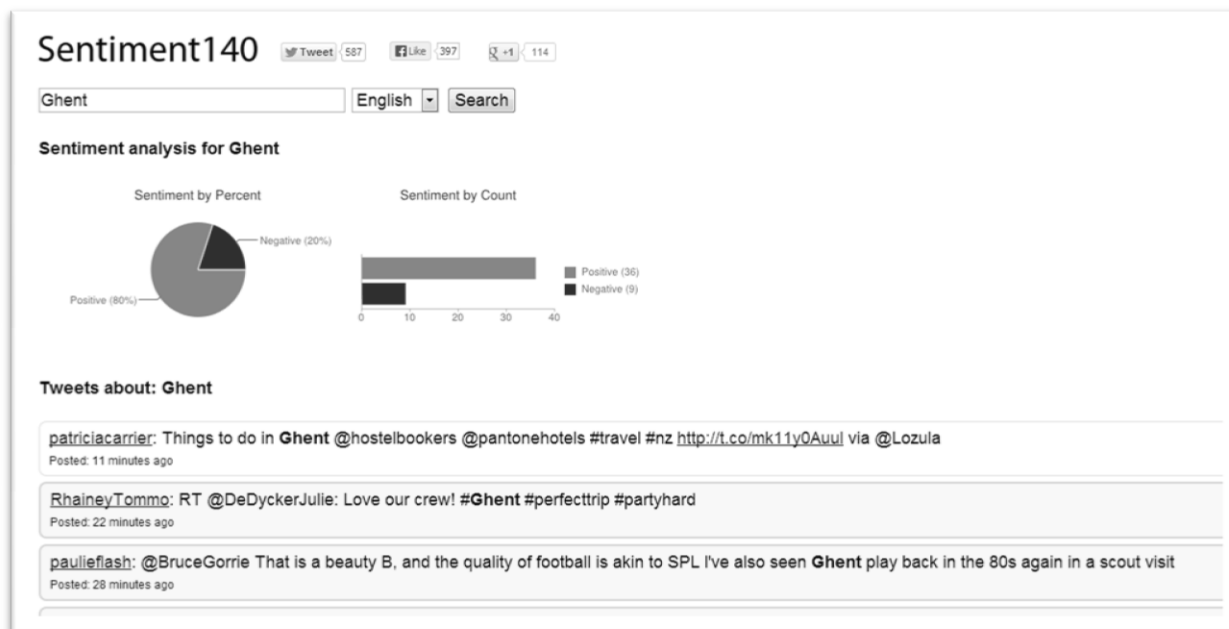 Sentiment140 Tweet 587 Like 397 +1 114
Ghent English Search
Sentiment analysis for Ghent
Sentiment by Percent
Negative (20%)
Positive (80%)
Sentiment by Count
Positive (36)
Negative (9)
0 10 20 30 40
Tweets about: Ghent
patriciacarrier: Things to do in Ghent @hostelbookers @pantonehotels #travel #nz http://t.co/mk11y0Auul via @Lozula
Posted: 11 minutes ago
RhaineyTommo: RT @DeDyckerJulie: Love our crew! #Ghent #perfecttrip #partyhard
Posted: 22 minutes ago
paulieflash: @BruceGorrie That is a beauty B, and the quality of football is akin to SPL I've also seen Ghent play back in the 80s again in a scout visit
Posted: 28 minutes ago